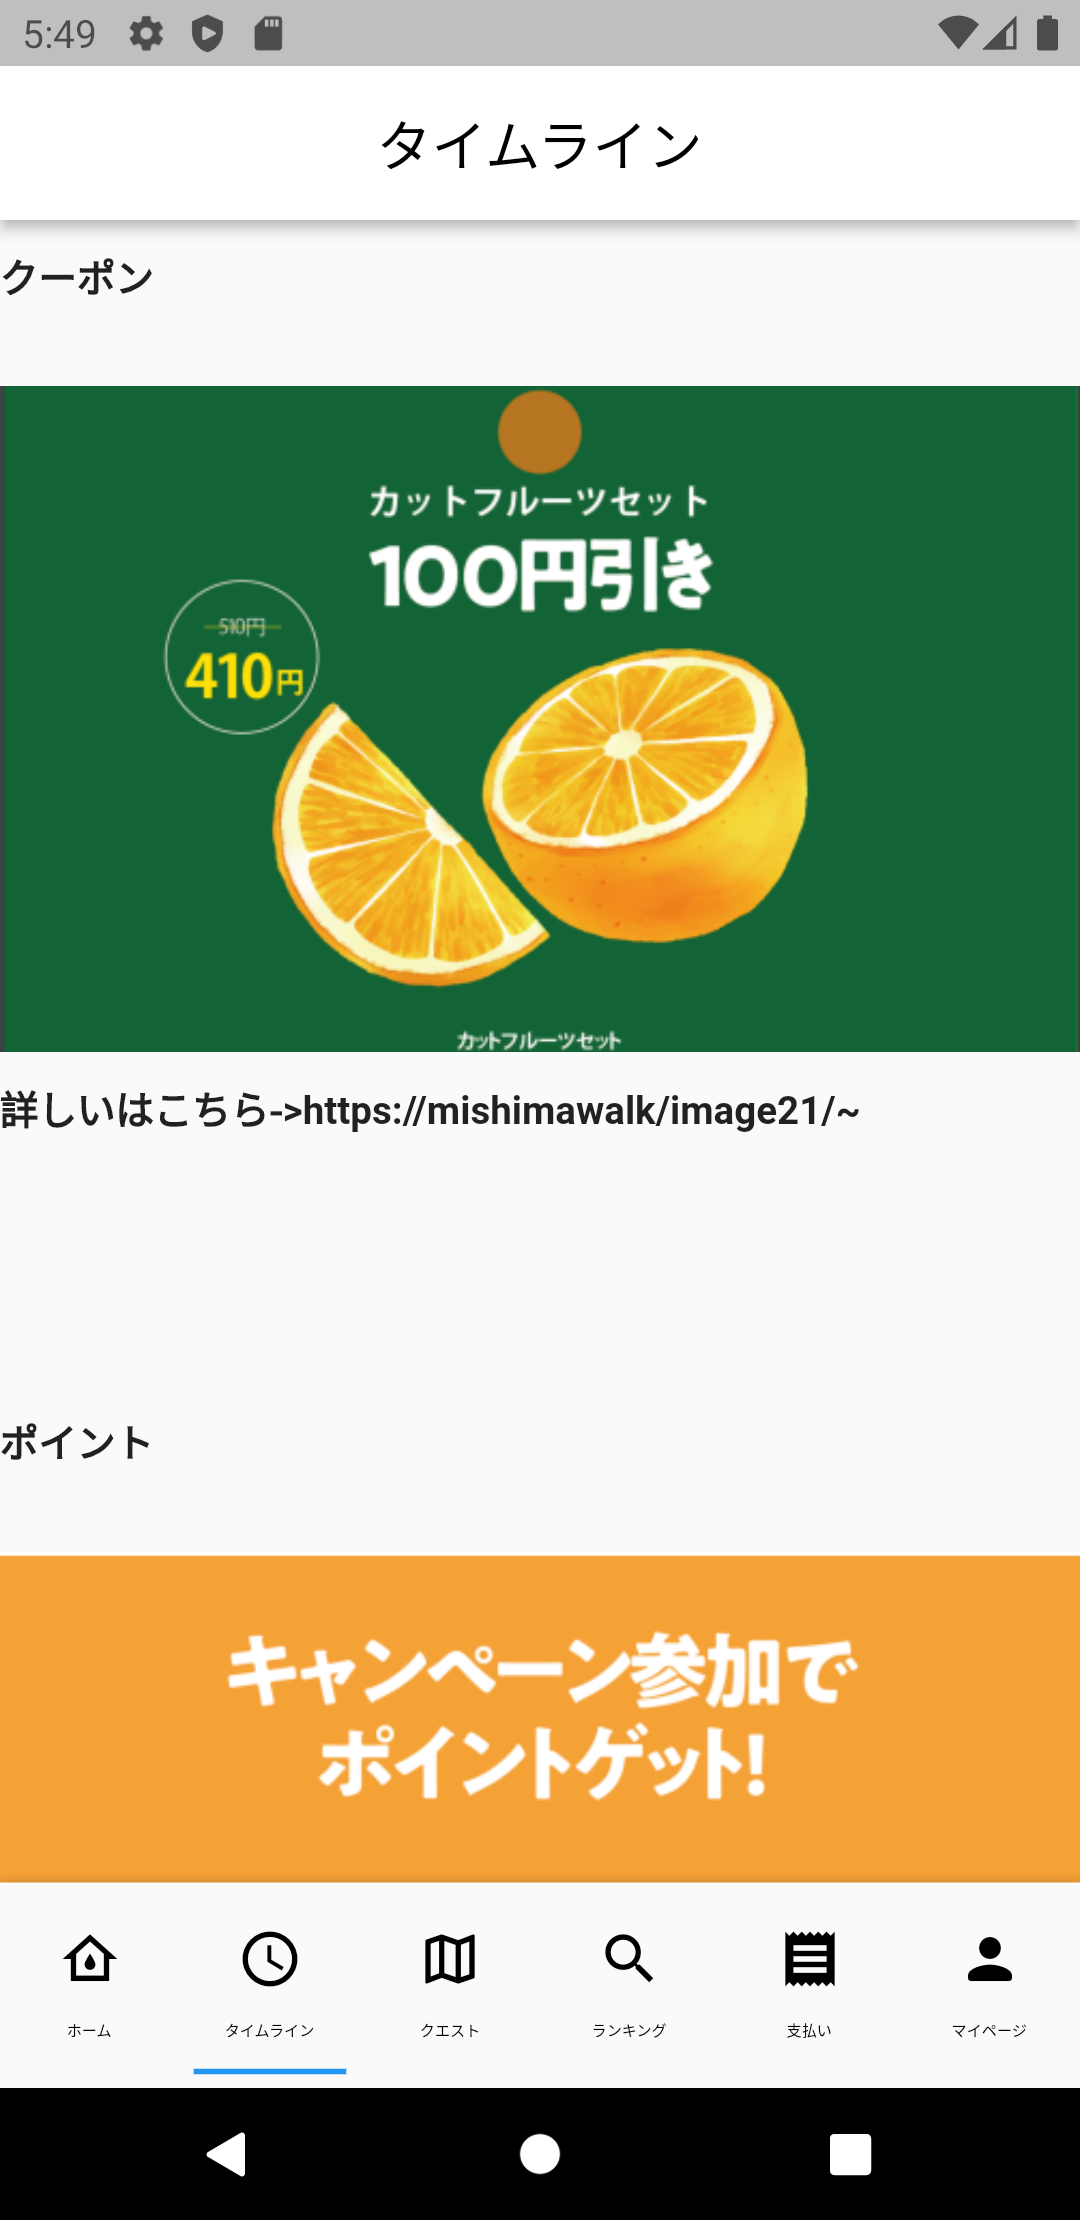 5:49
タイムライン
クーポン
カットフルーツセット
100円引き
510円
410円
カットフルーツセット
詳しいはこちら->https://mishimawalk/image21/~
ポイント
キャンペーン参加で
ポイントゲット!
ホーム
タイムライン
クエスト
ランキング
支払い
マイページ